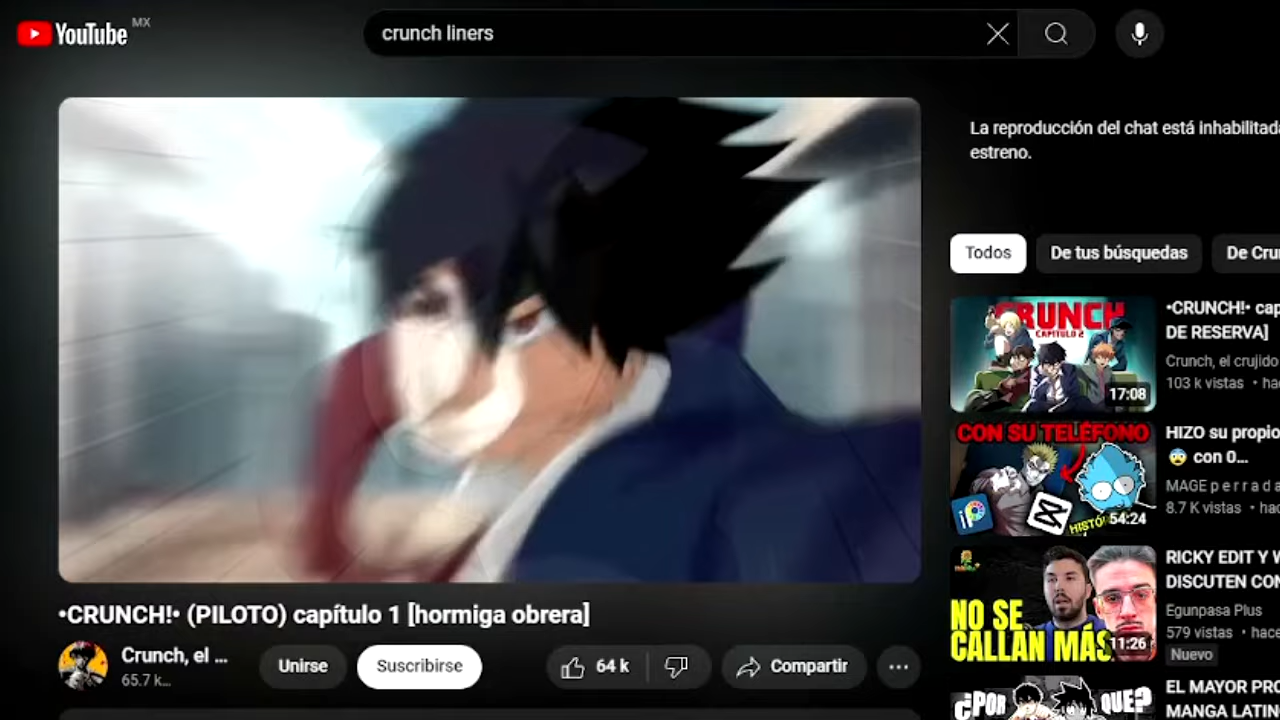 YouTube MX
crunch liners
La reproducción del chat está inhabilitada
estreno.
Todos
De tus búsquedas
De Cru
CRUNCH
CAPITULO 2
17:08
•CRUNCH!• cap
DE RESERVA]
Crunch, el crujido
103 k vistas • hac
CON SU TELÉFONO
HISTÓ
54:24
HIZO su propio
😨 con 0...
MAGE p e r r a d a
8.7 K vistas • hac
NO SE
CALLAN MÁS
11:26
RICKY EDIT Y W
DISCUTEN CON
Egunpasa Plus
579 vistas • hace
Nuevo
¿POR QUE?
EL MAYOR PRO
MANGA LATIN
•CRUNCH!• (PILOTO) capítulo 1 [hormiga obrera]
Crunch, el ...
65.7 k...
Unirse
Suscribirse
64 k
Compartir